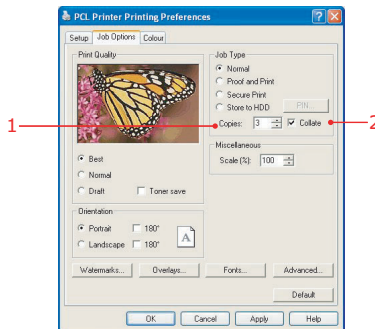 PCL Printer Printing Preferences
Setup Job Options Colour
Print Quality
Best
Normal
Draft Toner save
Orientation
Portrait 180°
Landscape 180°
A
Job Type
Normal
Proof and Print
Secure Print
Store to HDD PIN...
1 Copies: 3 Collate 2
Miscellaneous
Scale (%): 100
Watermarks... Overlays... Fonts... Advanced...
Default
OK Cancel Apply Help